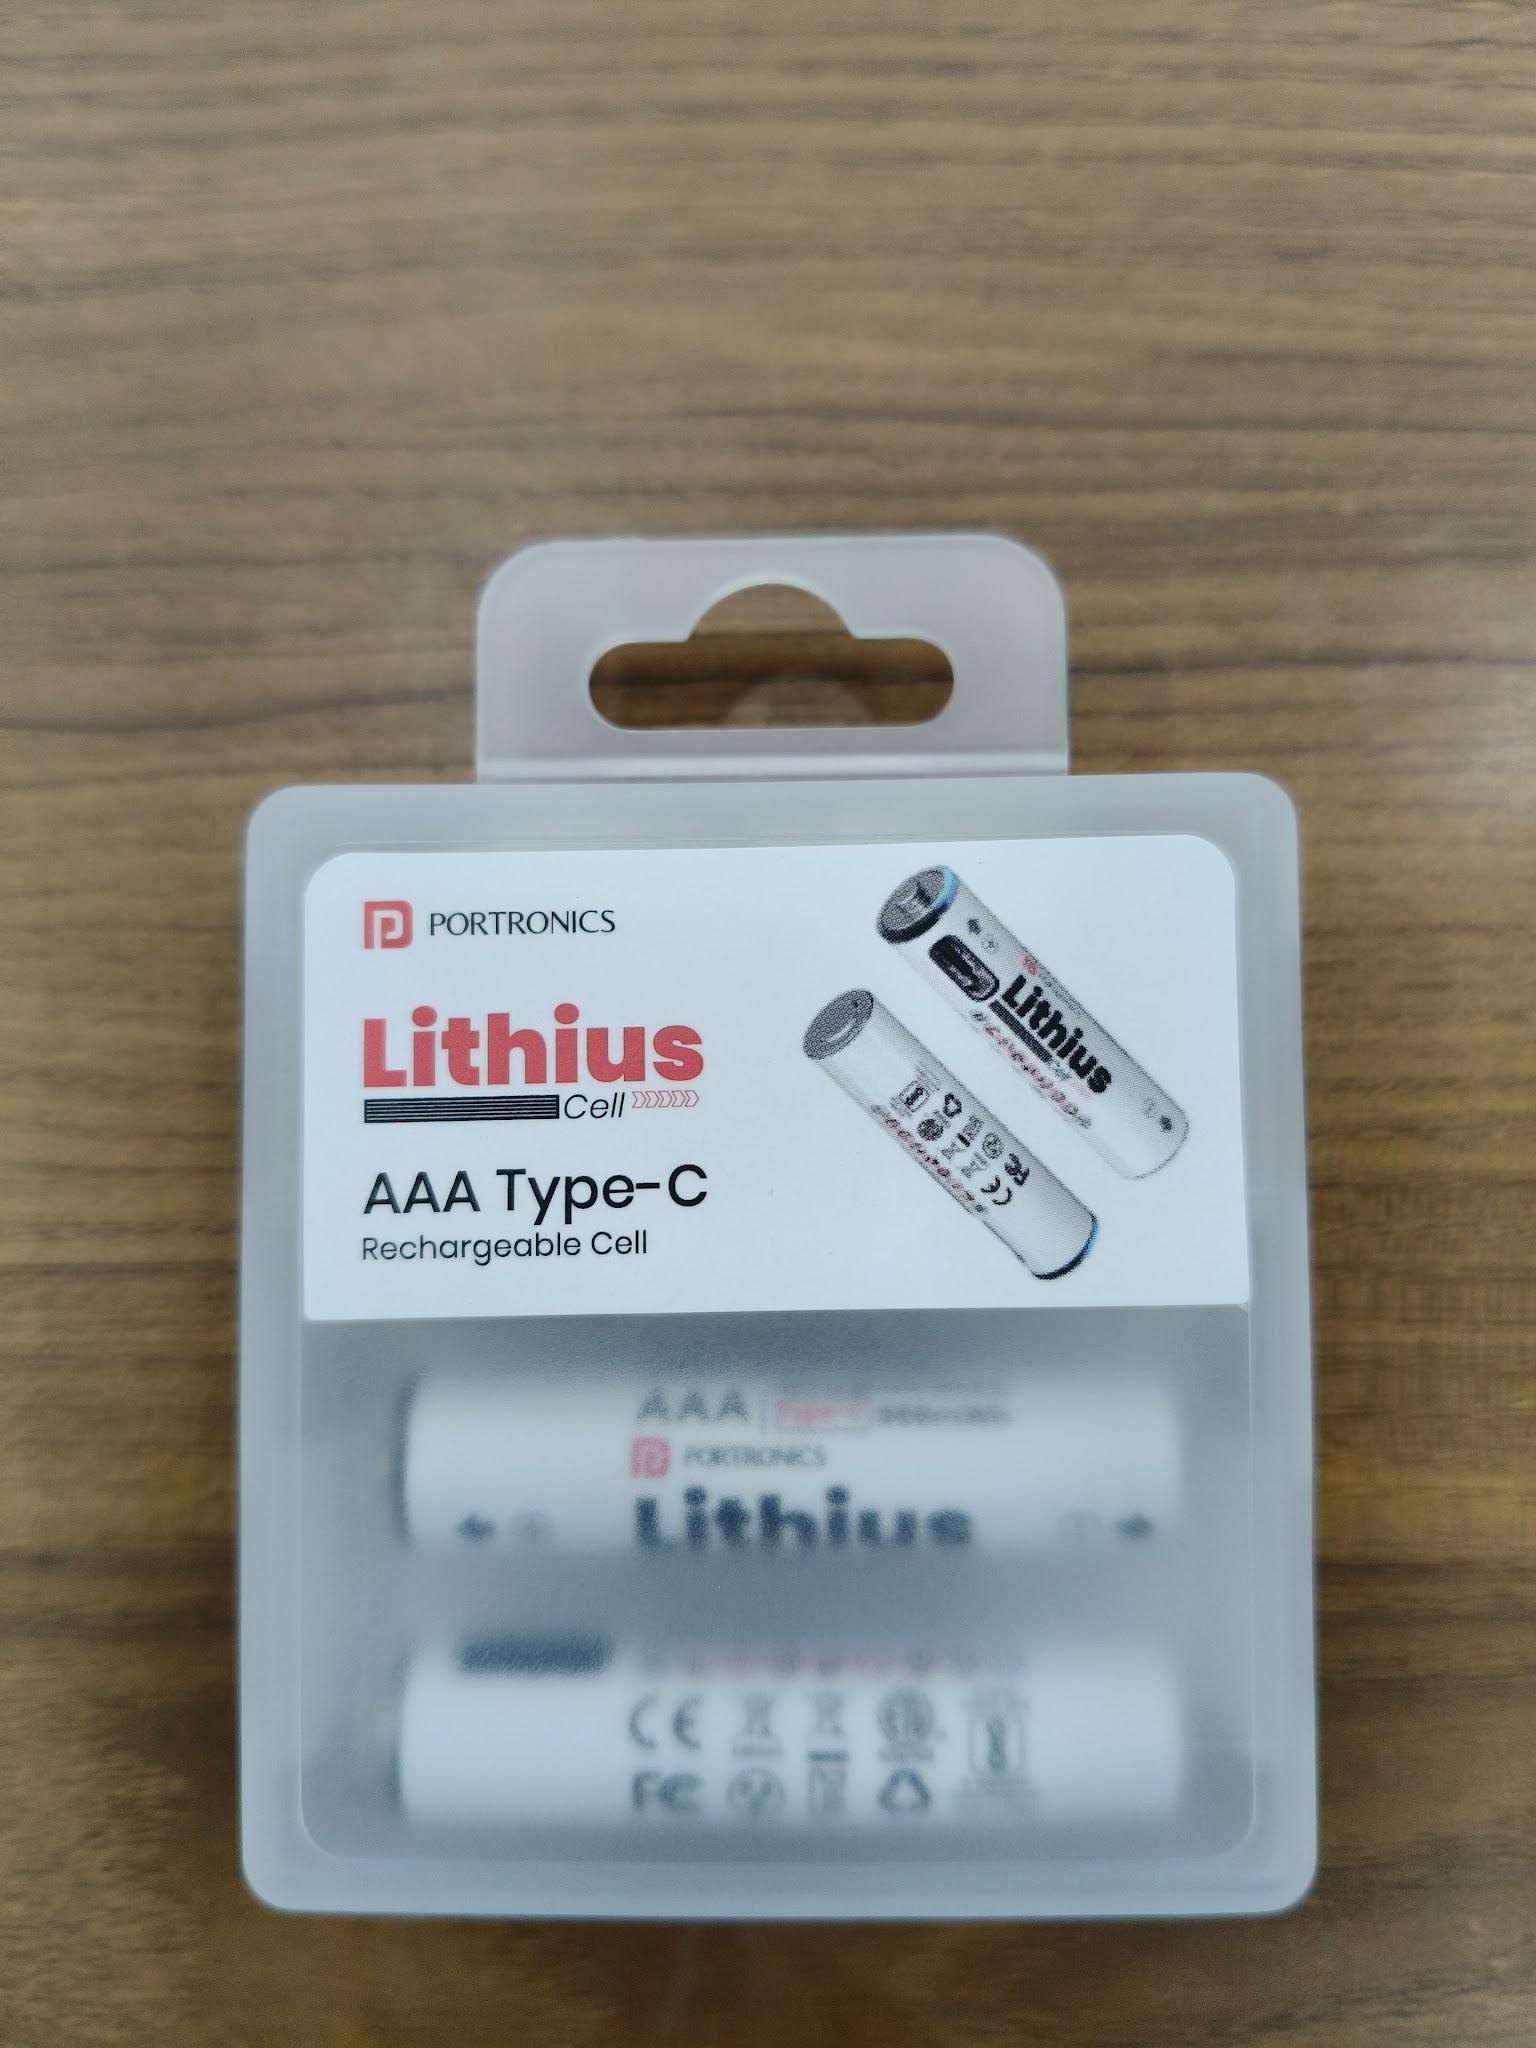 PORTRONICS
Lithius
Cell
AAA Type-C
Rechargeable Cell
Lithius
AAA
PORTRONICS
Lithius
CE
FC